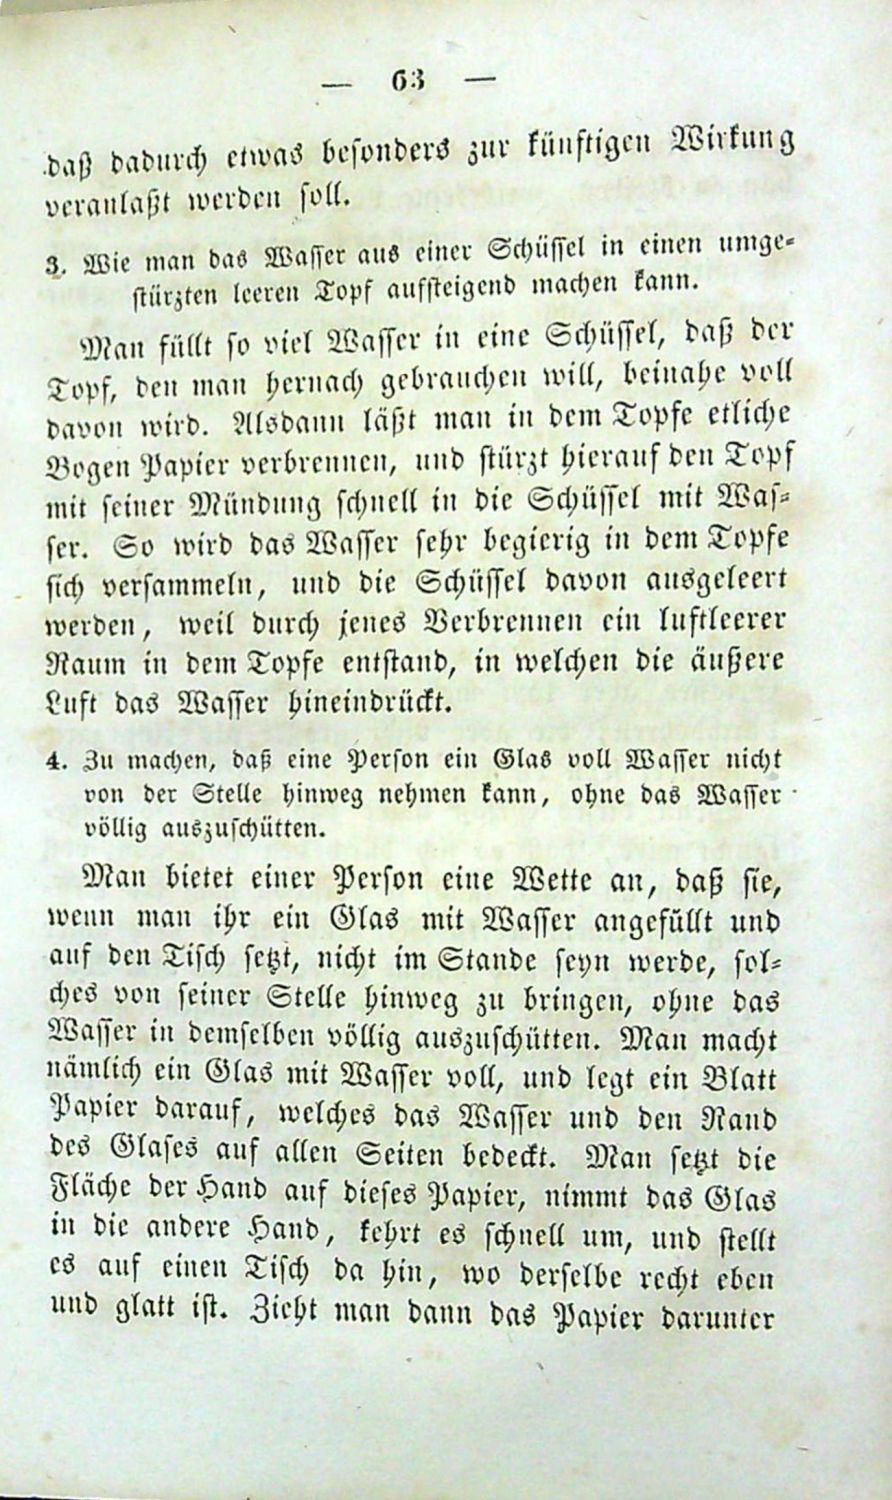 — 63 —
daß dadurch etwas besonders zur künftigen Wirkung
veranlaßt werden soll.
3. Wie man das Wasser aus einer Schüssel in einen umge-
stürzten leeren Topf aufsteigend machen kann.
Man füllt so viel Wasser in eine Schüssel, daß der
Topf, den man hernach gebrauchen will, beinahe voll
davon wird. Alsdann läßt man in dem Topfe etliche
Bogen Papier verbrennen, und stürzt hierauf den Topf
mit seiner Mündung schnell in die Schüssel mit Was-
ser. So wird das Wasser sehr begierig in dem Topfe
sich versammeln, und die Schüssel davon ausgeleert
werden, weil durch jenes Verbrennen ein luftleerer
Raum in dem Topfe entstand, in welchen die äußere
Luft das Wasser hineindrückt.
4. Zu machen, daß eine Person ein Glas voll Wasser nicht
von der Stelle hinweg nehmen kann, ohne das Wasser
völlig auszuschütten.
Man bietet einer Person eine Wette an, daß sie,
wenn man ihr ein Glas mit Wasser angefüllt und
auf den Tisch setzt, nicht im Stande seyn werde, sol-
ches von seiner Stelle hinweg zu bringen, ohne das
Wasser in demselben völlig auszuschütten. Man macht
nämlich ein Glas mit Wasser voll, und legt ein Blatt
Papier darauf, welches das Wasser und den Rand
des Glases auf allen Seiten bedeckt. Man setzt die
Fläche der Hand auf dieses Papier, nimmt das Glas
in die andere Hand, kehrt es schnell um, und stellt
es auf einen Tisch da hin, wo derselbe recht eben
und glatt ist. Zieht man dann das Papier darunter